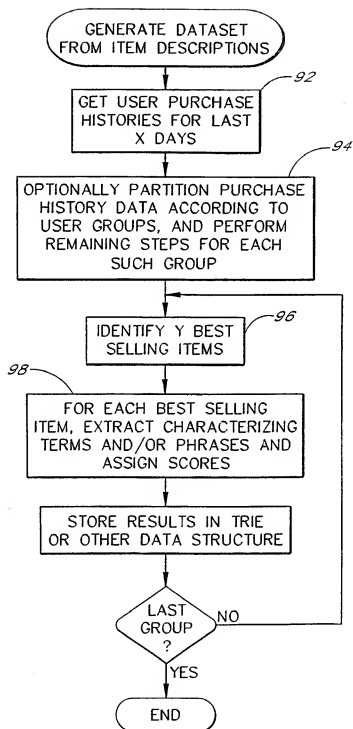 GENERATE DATASET
FROM ITEM DESCRIPTIONS
92
GET USER PURCHASE
HISTORIES FOR LAST
X DAYS
94
OPTIONALLY PARTITION PURCHASE
HISTORY DATA ACCORDING TO
USER GROUPS, AND PERFORM
REMAINING STEPS FOR EACH
SUCH GROUP
96
IDENTIFY Y BEST
SELLING ITEMS
98
FOR EACH BEST SELLING
ITEM, EXTRACT CHARACTERIZING
TERMS AND/OR PHRASES AND
ASSIGN SCORES
STORE RESULTS IN TRIE
OR OTHER DATA STRUCTURE
LAST
GROUP
?
NO
YES
END